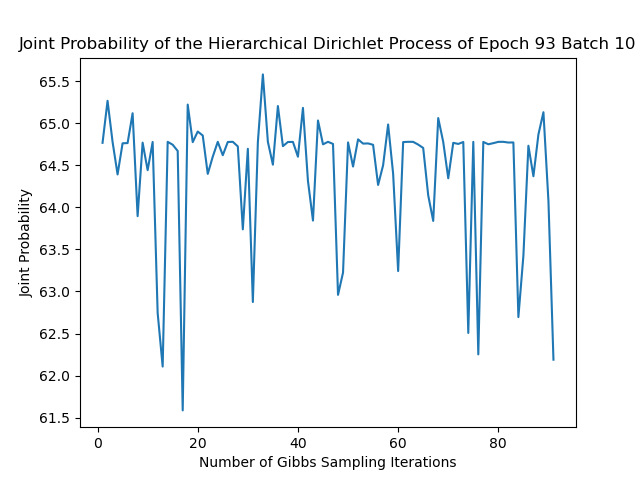 Joint Probability of the Hierarchical Dirichlet Process of Epoch 93 Batch 10
65.5
65.0
64.5
64.0
63.5
63.0
62.5
62.0
61.5
Joint Probability
0 20 40 60 80
Number of Gibbs Sampling Iterations